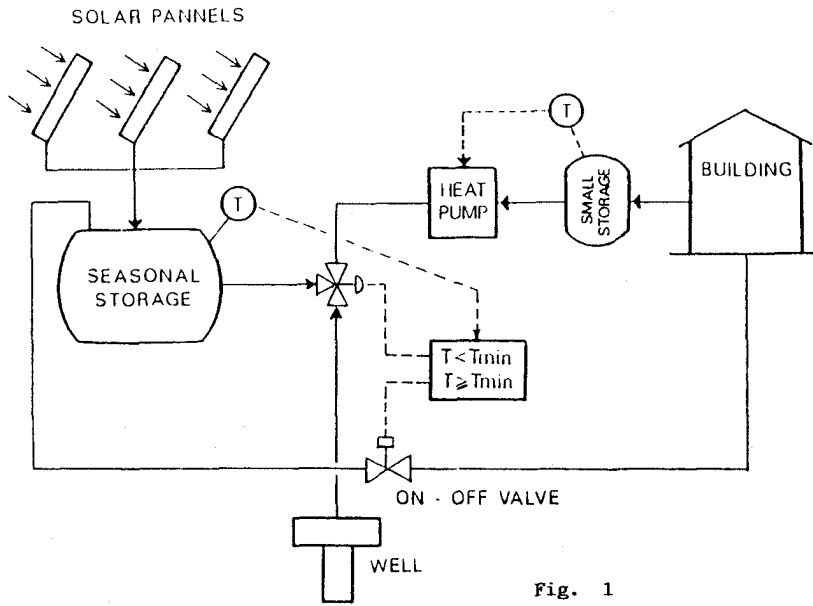 SOLAR PANNELS
T
BUILDING
HEAT
PUMP
SMALL
STORAGE
T
SEASONAL
STORAGE
T < Tmin
T ⩾ Tmin
ON - OFF VALVE
WELL
Fig. 1